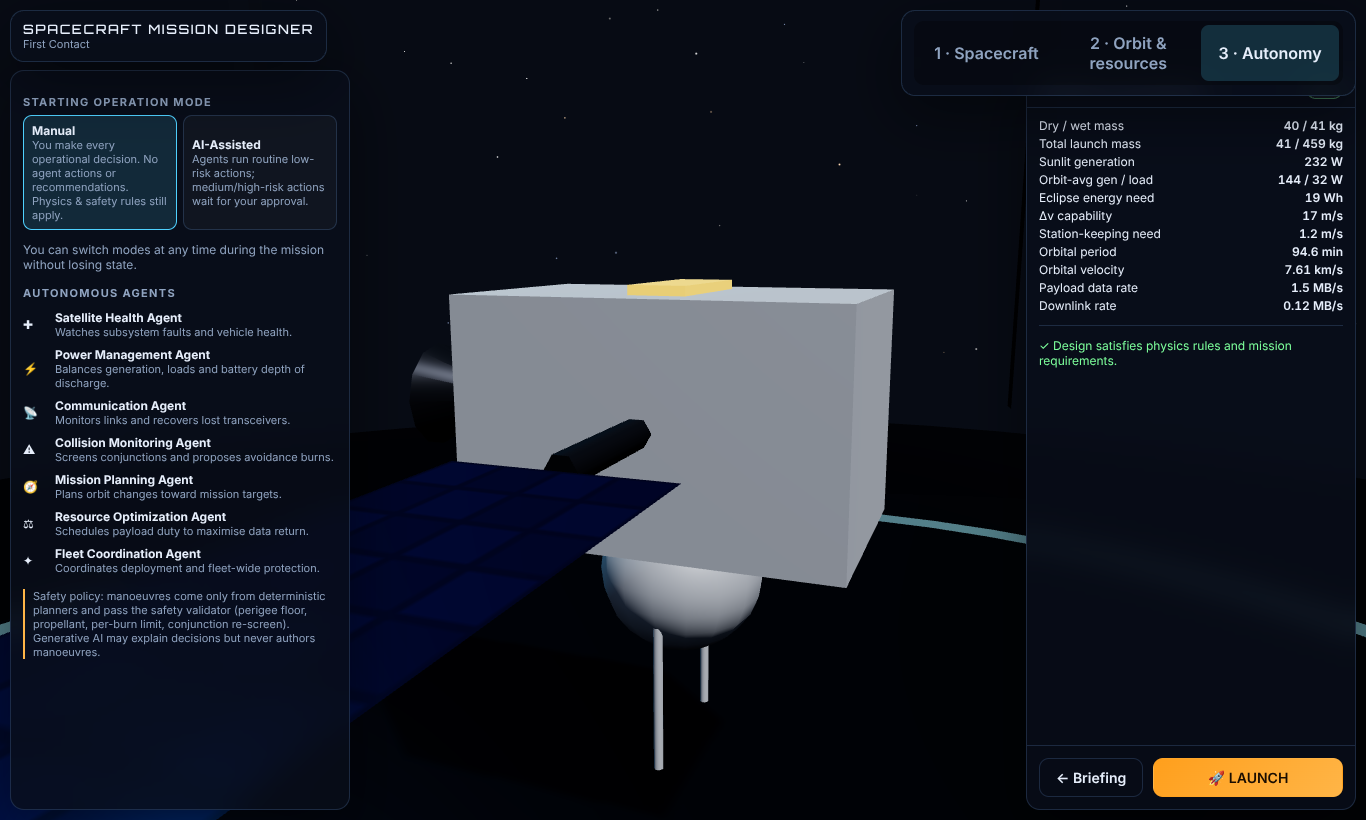 SPACECRAFT MISSION DESIGNER
First Contact
1 · Spacecraft
2 · Orbit &
resources
3 · Autonomy
STARTING OPERATION MODE
Manual
You make every
operational decision. No
agent actions or
recommendations.
Physics & safety rules still
apply.
AI-Assisted
Agents run routine low-
risk actions;
medium/high-risk actions
wait for your approval.
You can switch modes at any time during the mission
without losing state.
AUTONOMOUS AGENTS
Satellite Health Agent
Watches subsystem faults and vehicle health.
Power Management Agent
Balances generation, loads and battery depth of
discharge.
Communication Agent
Monitors links and recovers lost transceivers.
Collision Monitoring Agent
Screens conjunctions and proposes avoidance burns.
Mission Planning Agent
Plans orbit changes toward mission targets.
Resource Optimization Agent
Schedules payload duty to maximise data return.
Fleet Coordination Agent
Coordinates deployment and fleet-wide protection.
Safety policy: manoeuvres come only from deterministic
planners and pass the safety validator (perigee floor,
propellant, per-burn limit, conjunction re-screen).
Generative AI may explain decisions but never authors
manoeuvres.
Dry / wet mass 40 / 41 kg
Total launch mass 41 / 459 kg
Sunlit generation 232 W
Orbit-avg gen / load 144 / 32 W
Eclipse energy need 19 Wh
Δv capability 17 m/s
Station-keeping need 1.2 m/s
Orbital period 94.6 min
Orbital velocity 7.61 km/s
Payload data rate 1.5 MB/s
Downlink rate 0.12 MB/s
✓ Design satisfies physics rules and mission
requirements.
← Briefing
🚀 LAUNCH